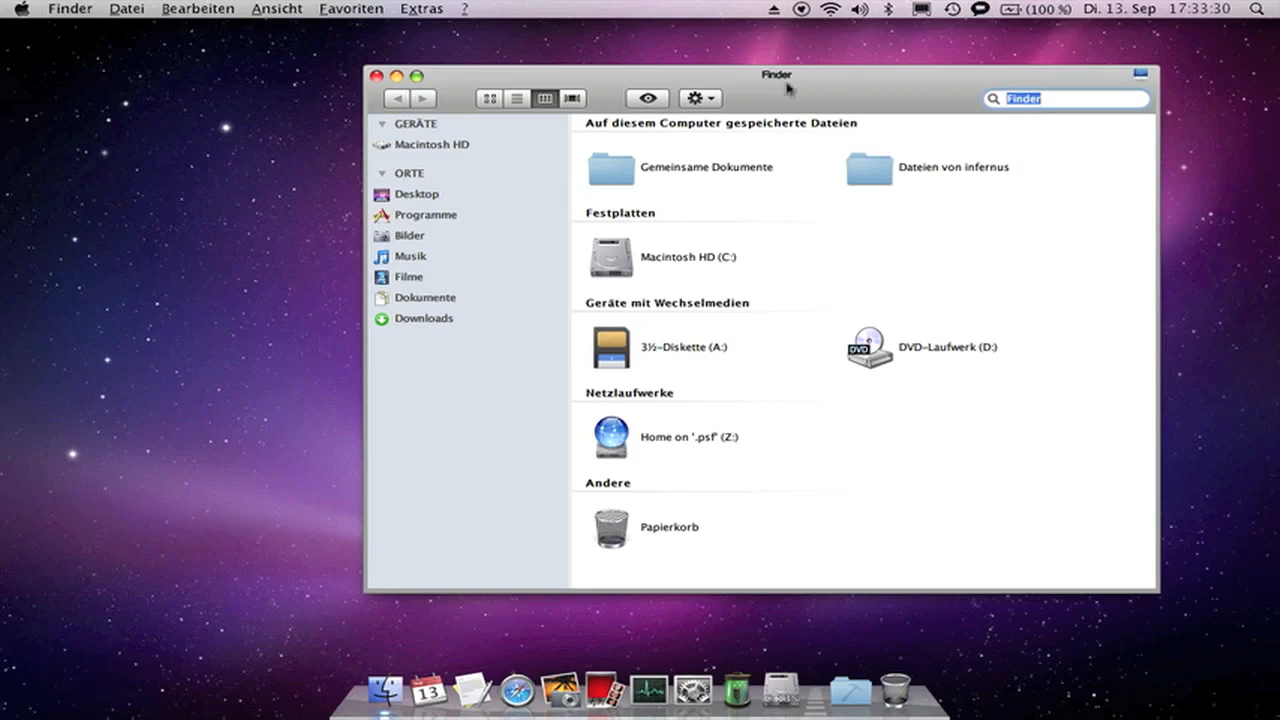 Finder Datei Bearbeiten Ansicht Favoriten Extras ? (100 %) Di. 13. Sep 17:33:30
Finder
Finder
GERÄTE
Macintosh HD
ORTE
Desktop
Programme
Bilder
Musik
Filme
Dokumente
Downloads
Auf diesem Computer gespeicherte Dateien
Gemeinsame Dokumente Dateien von infernus
Festplatten
Macintosh HD (C:)
Geräte mit Wechselmedien
3½-Diskette (A:) DVD DVD-Laufwerk (D:)
Netzlaufwerke
Home on '.psf' (Z:)
Andere
Papierkorb
13